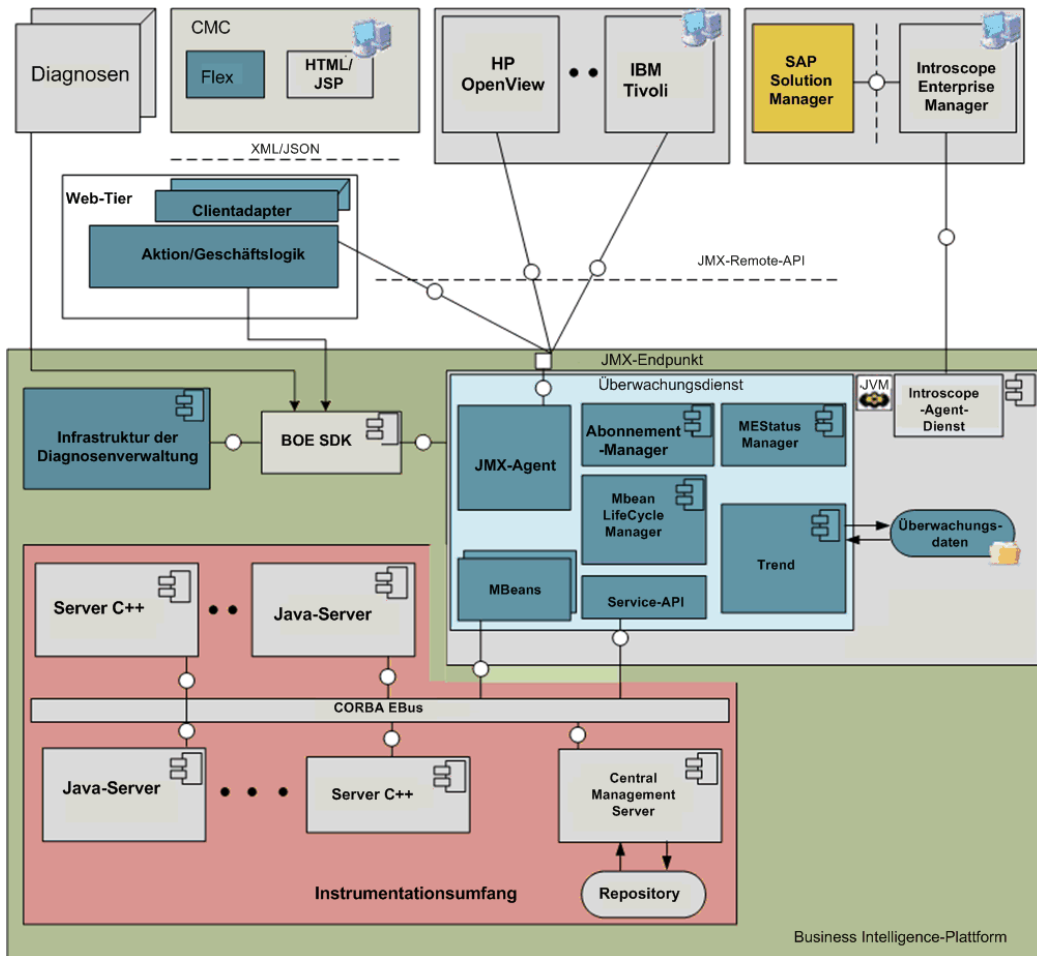 Diagnosen
CMC
Flex
HTML/
JSP
HP
OpenView
IBM
Tivoli
SAP
Solution
Manager
Introscope
Enterprise
Manager
XML/JSON
Web-Tier
Clientadapter
Aktion/Geschäftslogik
JMX-Remote-API
JMX-Endpunkt
Überwachungsdienst
JVM
Introscope
-Agent-
Dienst
Infrastruktur der
Diagnosenverwaltung
BOE SDK
JMX-Agent
Abonnement
-Manager
MEStatus
Manager
Mbean
LifeCycle
Manager
Trend
Überwachungs-
daten
MBeans
Service-API
Server C++
Java-Server
CORBA EBus
Java-Server
Server C++
Central
Management
Server
Repository
Instrumentationsumfang
Business Intelligence-Plattform